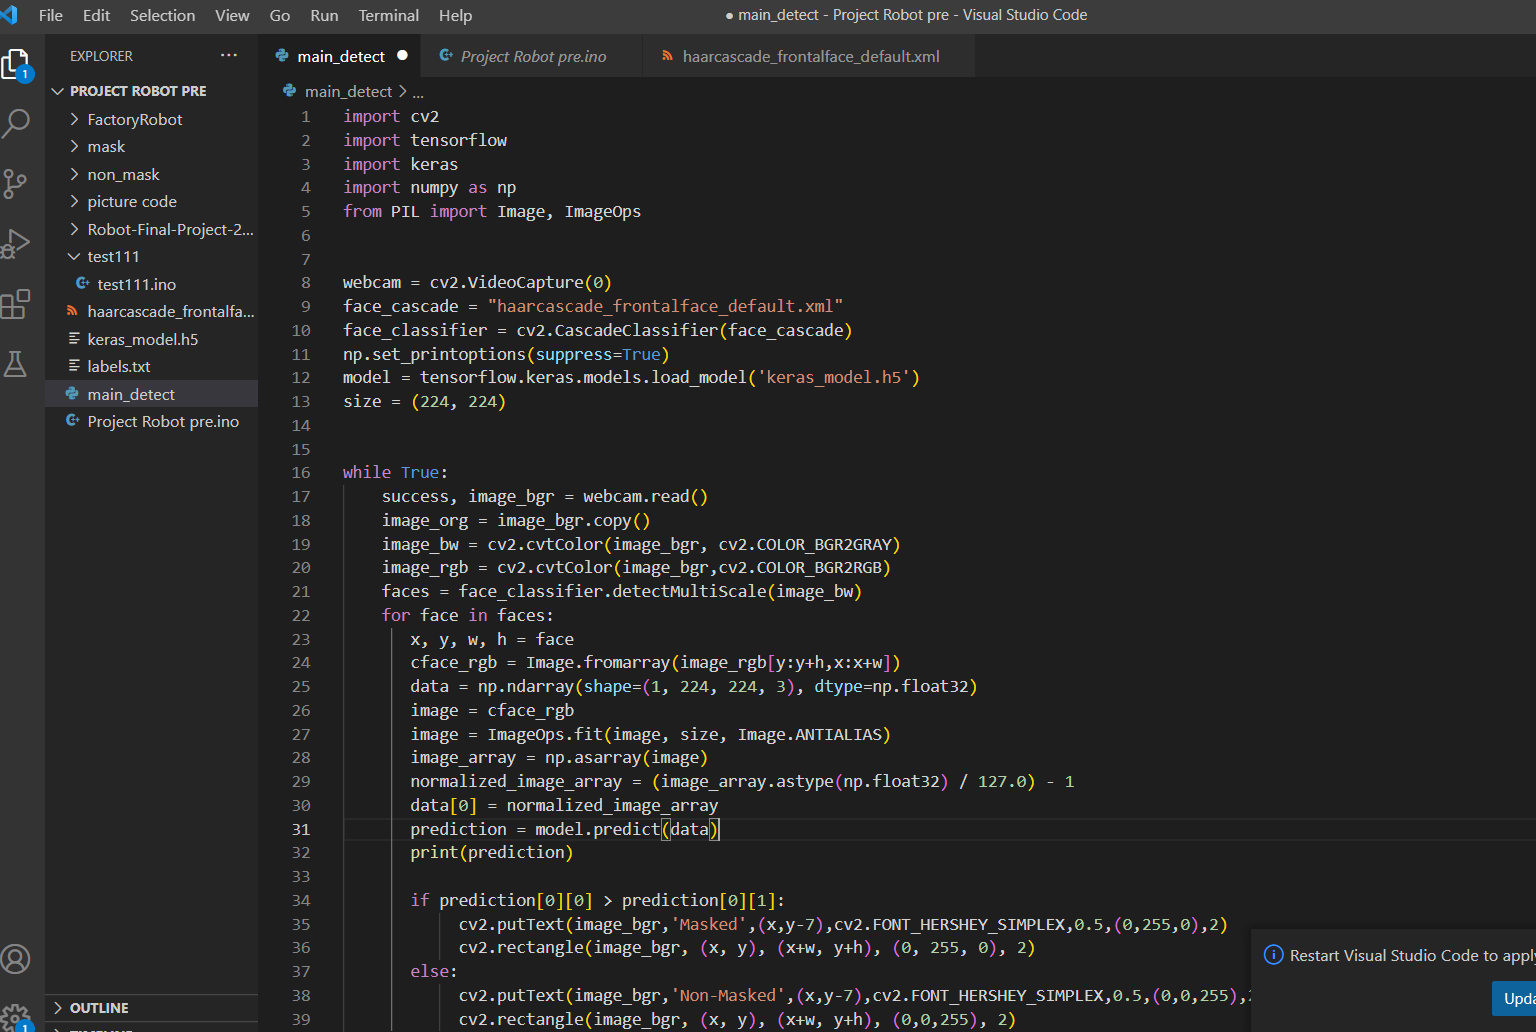 File Edit Selection View Go Run Terminal Help
● main_detect - Project Robot pre - Visual Studio Code
EXPLORER ...
1
PROJECT ROBOT PRE
FactoryRobot
mask
non_mask
picture code
Robot-Final-Project-2...
test111
test111.ino
haarcascade_frontalfa...
keras_model.h5
labels.txt
main_detect
Project Robot pre.ino
OUTLINE
TIMELINE
1
main_detect ● Project Robot pre.ino haarcascade_frontalface_default.xml
main_detect > ...
1 import cv2
2 import tensorflow
3 import keras
4 import numpy as np
5 from PIL import Image, ImageOps
6
7
8 webcam = cv2.VideoCapture(0)
9 face_cascade = "haarcascade_frontalface_default.xml"
10 face_classifier = cv2.CascadeClassifier(face_cascade)
11 np.set_printoptions(suppress=True)
12 model = tensorflow.keras.models.load_model('keras_model.h5')
13 size = (224, 224)
14
15
16 while True:
17     success, image_bgr = webcam.read()
18     image_org = image_bgr.copy()
19     image_bw = cv2.cvtColor(image_bgr, cv2.COLOR_BGR2GRAY)
20     image_rgb = cv2.cvtColor(image_bgr,cv2.COLOR_BGR2RGB)
21     faces = face_classifier.detectMultiScale(image_bw)
22     for face in faces:
23        x, y, w, h = face
24        cface_rgb = Image.fromarray(image_rgb[y:y+h,x:x+w])
25        data = np.ndarray(shape=(1, 224, 224, 3), dtype=np.float32)
26        image = cface_rgb
27        image = ImageOps.fit(image, size, Image.ANTIALIAS)
28        image_array = np.asarray(image)
29        normalized_image_array = (image_array.astype(np.float32) / 127.0) - 1
30        data[0] = normalized_image_array
31        prediction = model.predict(data)
32        print(prediction)
33
34        if prediction[0][0] > prediction[0][1]:
35             cv2.putText(image_bgr,'Masked',(x,y-7),cv2.FONT_HERSHEY_SIMPLEX,0.5,(0,255,0),2)
36             cv2.rectangle(image_bgr, (x, y), (x+w, y+h), (0, 255, 0), 2)
37        else:
38             cv2.putText(image_bgr,'Non-Masked',(x,y-7),cv2.FONT_HERSHEY_SIMPLEX,0.5,(0,0,255),
39             cv2.rectangle(image_bgr, (x, y), (x+w, y+h), (0,0,255), 2)
Restart Visual Studio Code to apply
Upda